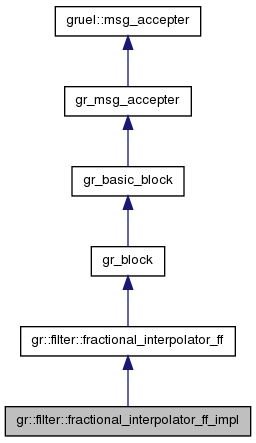 gruel::msg_accepter
gr_msg_accepter
gr_basic_block
gr_block
gr::filter::fractional_interpolator_ff
gr::filter::fractional_interpolator_ff_impl